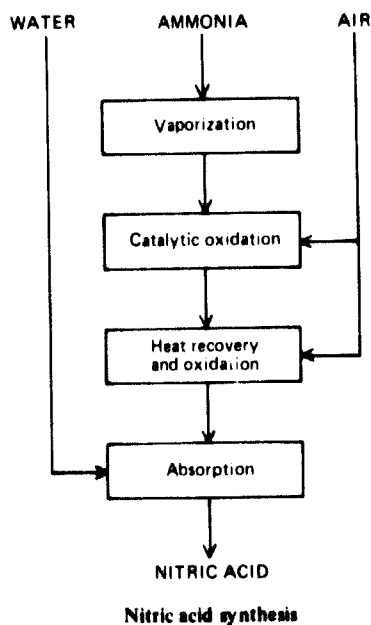 WATER AMMONIA AIR
Vaporization
Catalytic oxidation
Heat recovery
and oxidation
Absorption
NITRIC ACID
Nitric acid synthesis